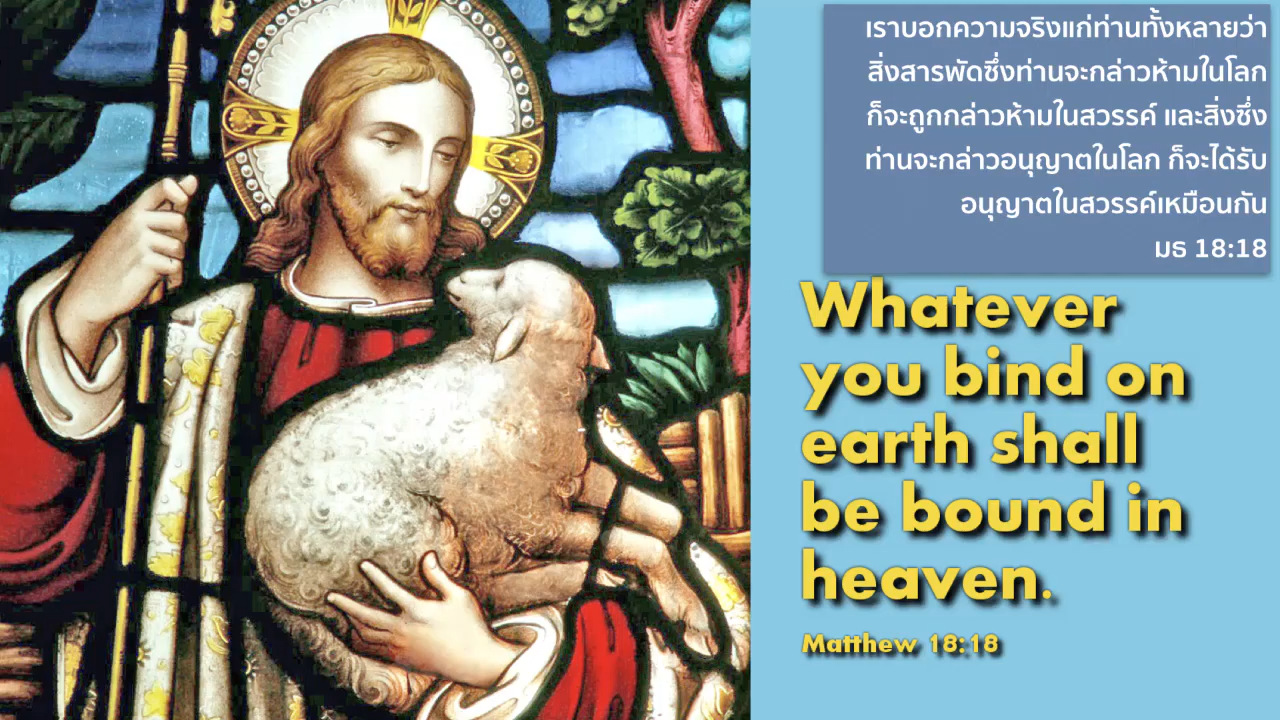 เราบอกความจริงแก่ท่านทั้งหลายว่า
สิ่งสารพัดซึ่งท่านจะกล่าวห้ามในโลก
ก็จะถูกกล่าวห้ามในสวรรค์ และสิ่งซึ่ง
ท่านจะกล่าวอนุญาตในโลก ก็จะได้รับ
อนุญาตในสวรรค์เหมือนกัน
มธ 18:18
Whatever
you bind on
earth shall
be bound in
heaven.
Matthew 18:18